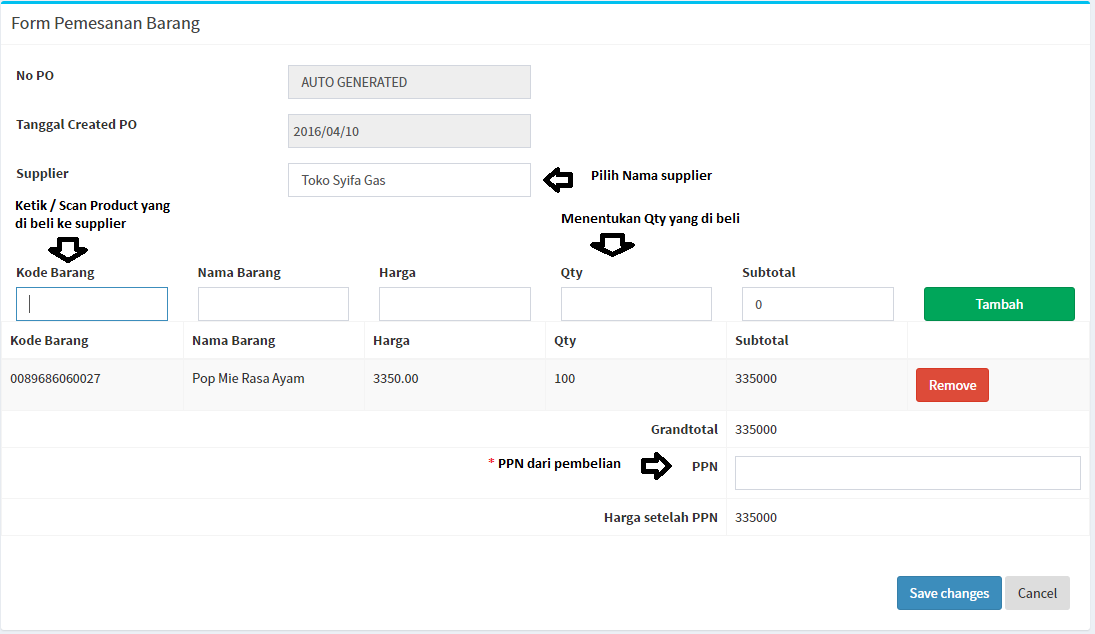 Form Pemesanan Barang
No PO
AUTO GENERATED
Tanggal Created PO
2016/04/10
Supplier
Toko Syifa Gas
Pilih Nama supplier
Ketik / Scan Product yang
di beli ke supplier
Menentukan Qty yang di beli
Kode Barang Nama Barang Harga Qty Subtotal
0 Tambah
Kode Barang Nama Barang Harga Qty Subtotal
0089686060027 Pop Mie Rasa Ayam 3350.00 100 335000 Remove
Grandtotal 335000
* PPN dari pembelian PPN
Harga setelah PPN 335000
Save changes Cancel